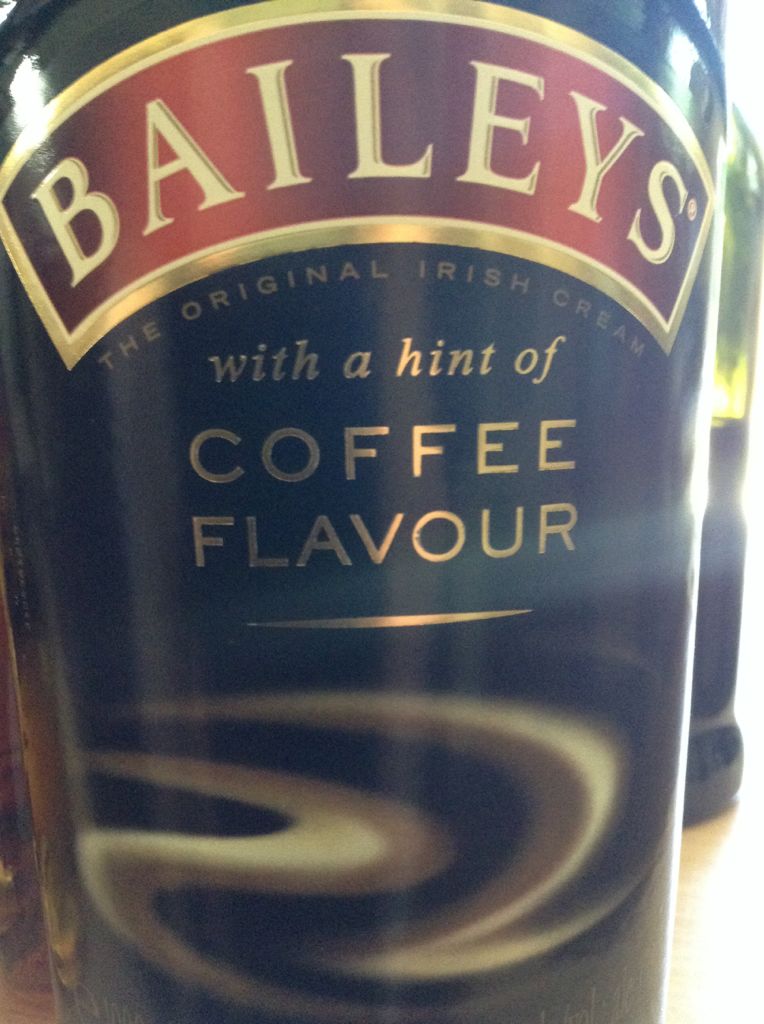 BAILEYS®
THE ORIGINAL IRISH CREAM
with a hint of
COFFEE
FLAVOUR